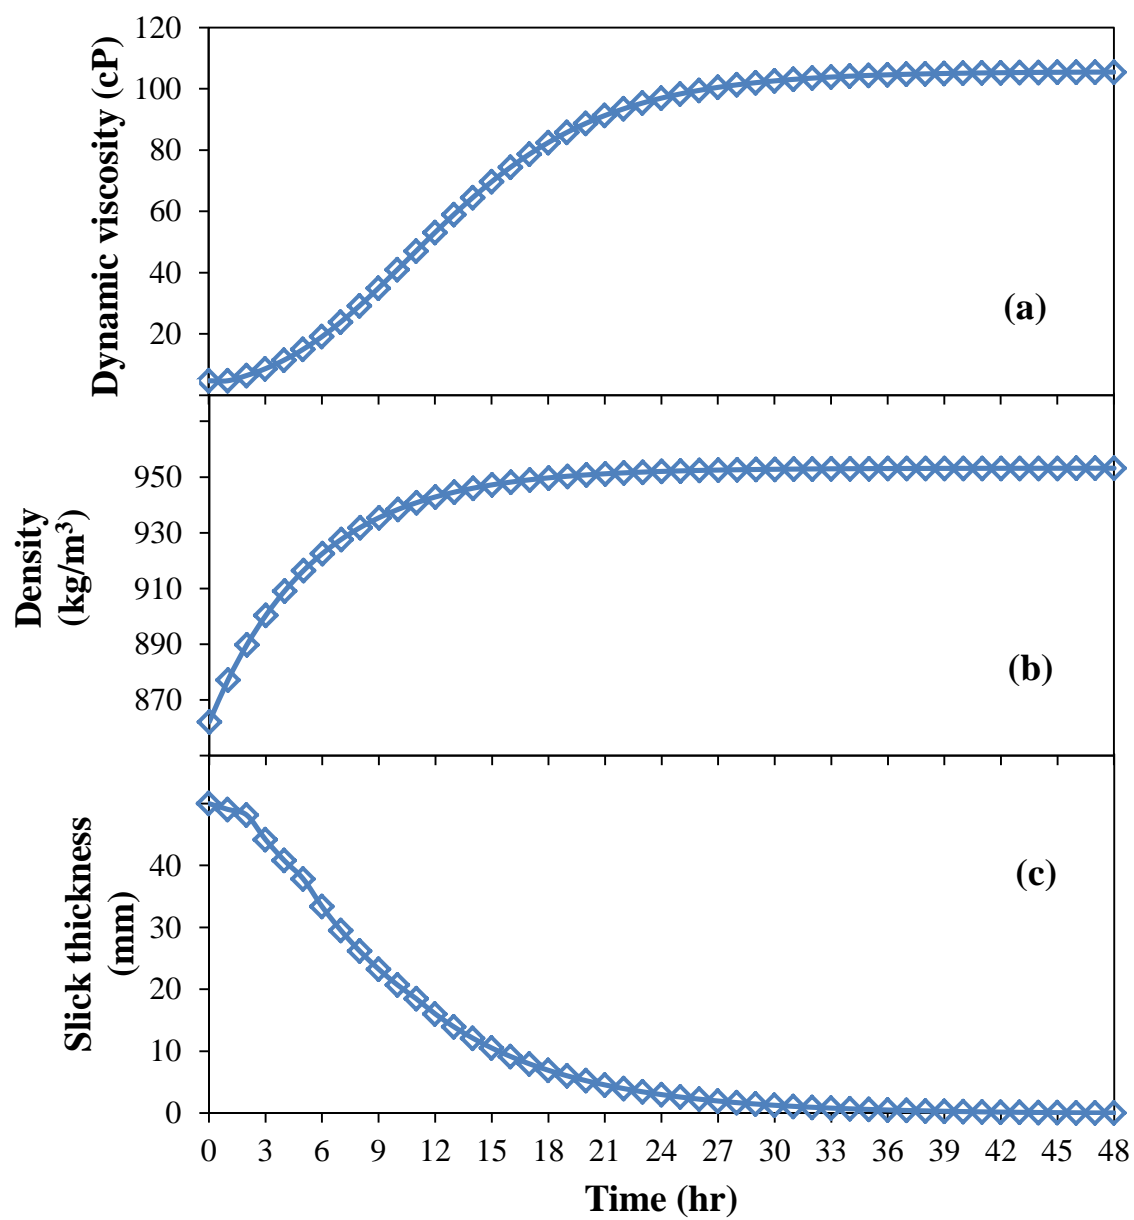 Dynamic viscosity (cP)
120
100
80
60
40
20
(a)
Density
(kg/m³)
950
930
910
890
870
(b)
Slick thickness
(mm)
40
30
20
10
0
(c)
0 3 6 9 12 15 18 21 24 27 30 33 36 39 42 45 48
Time (hr)